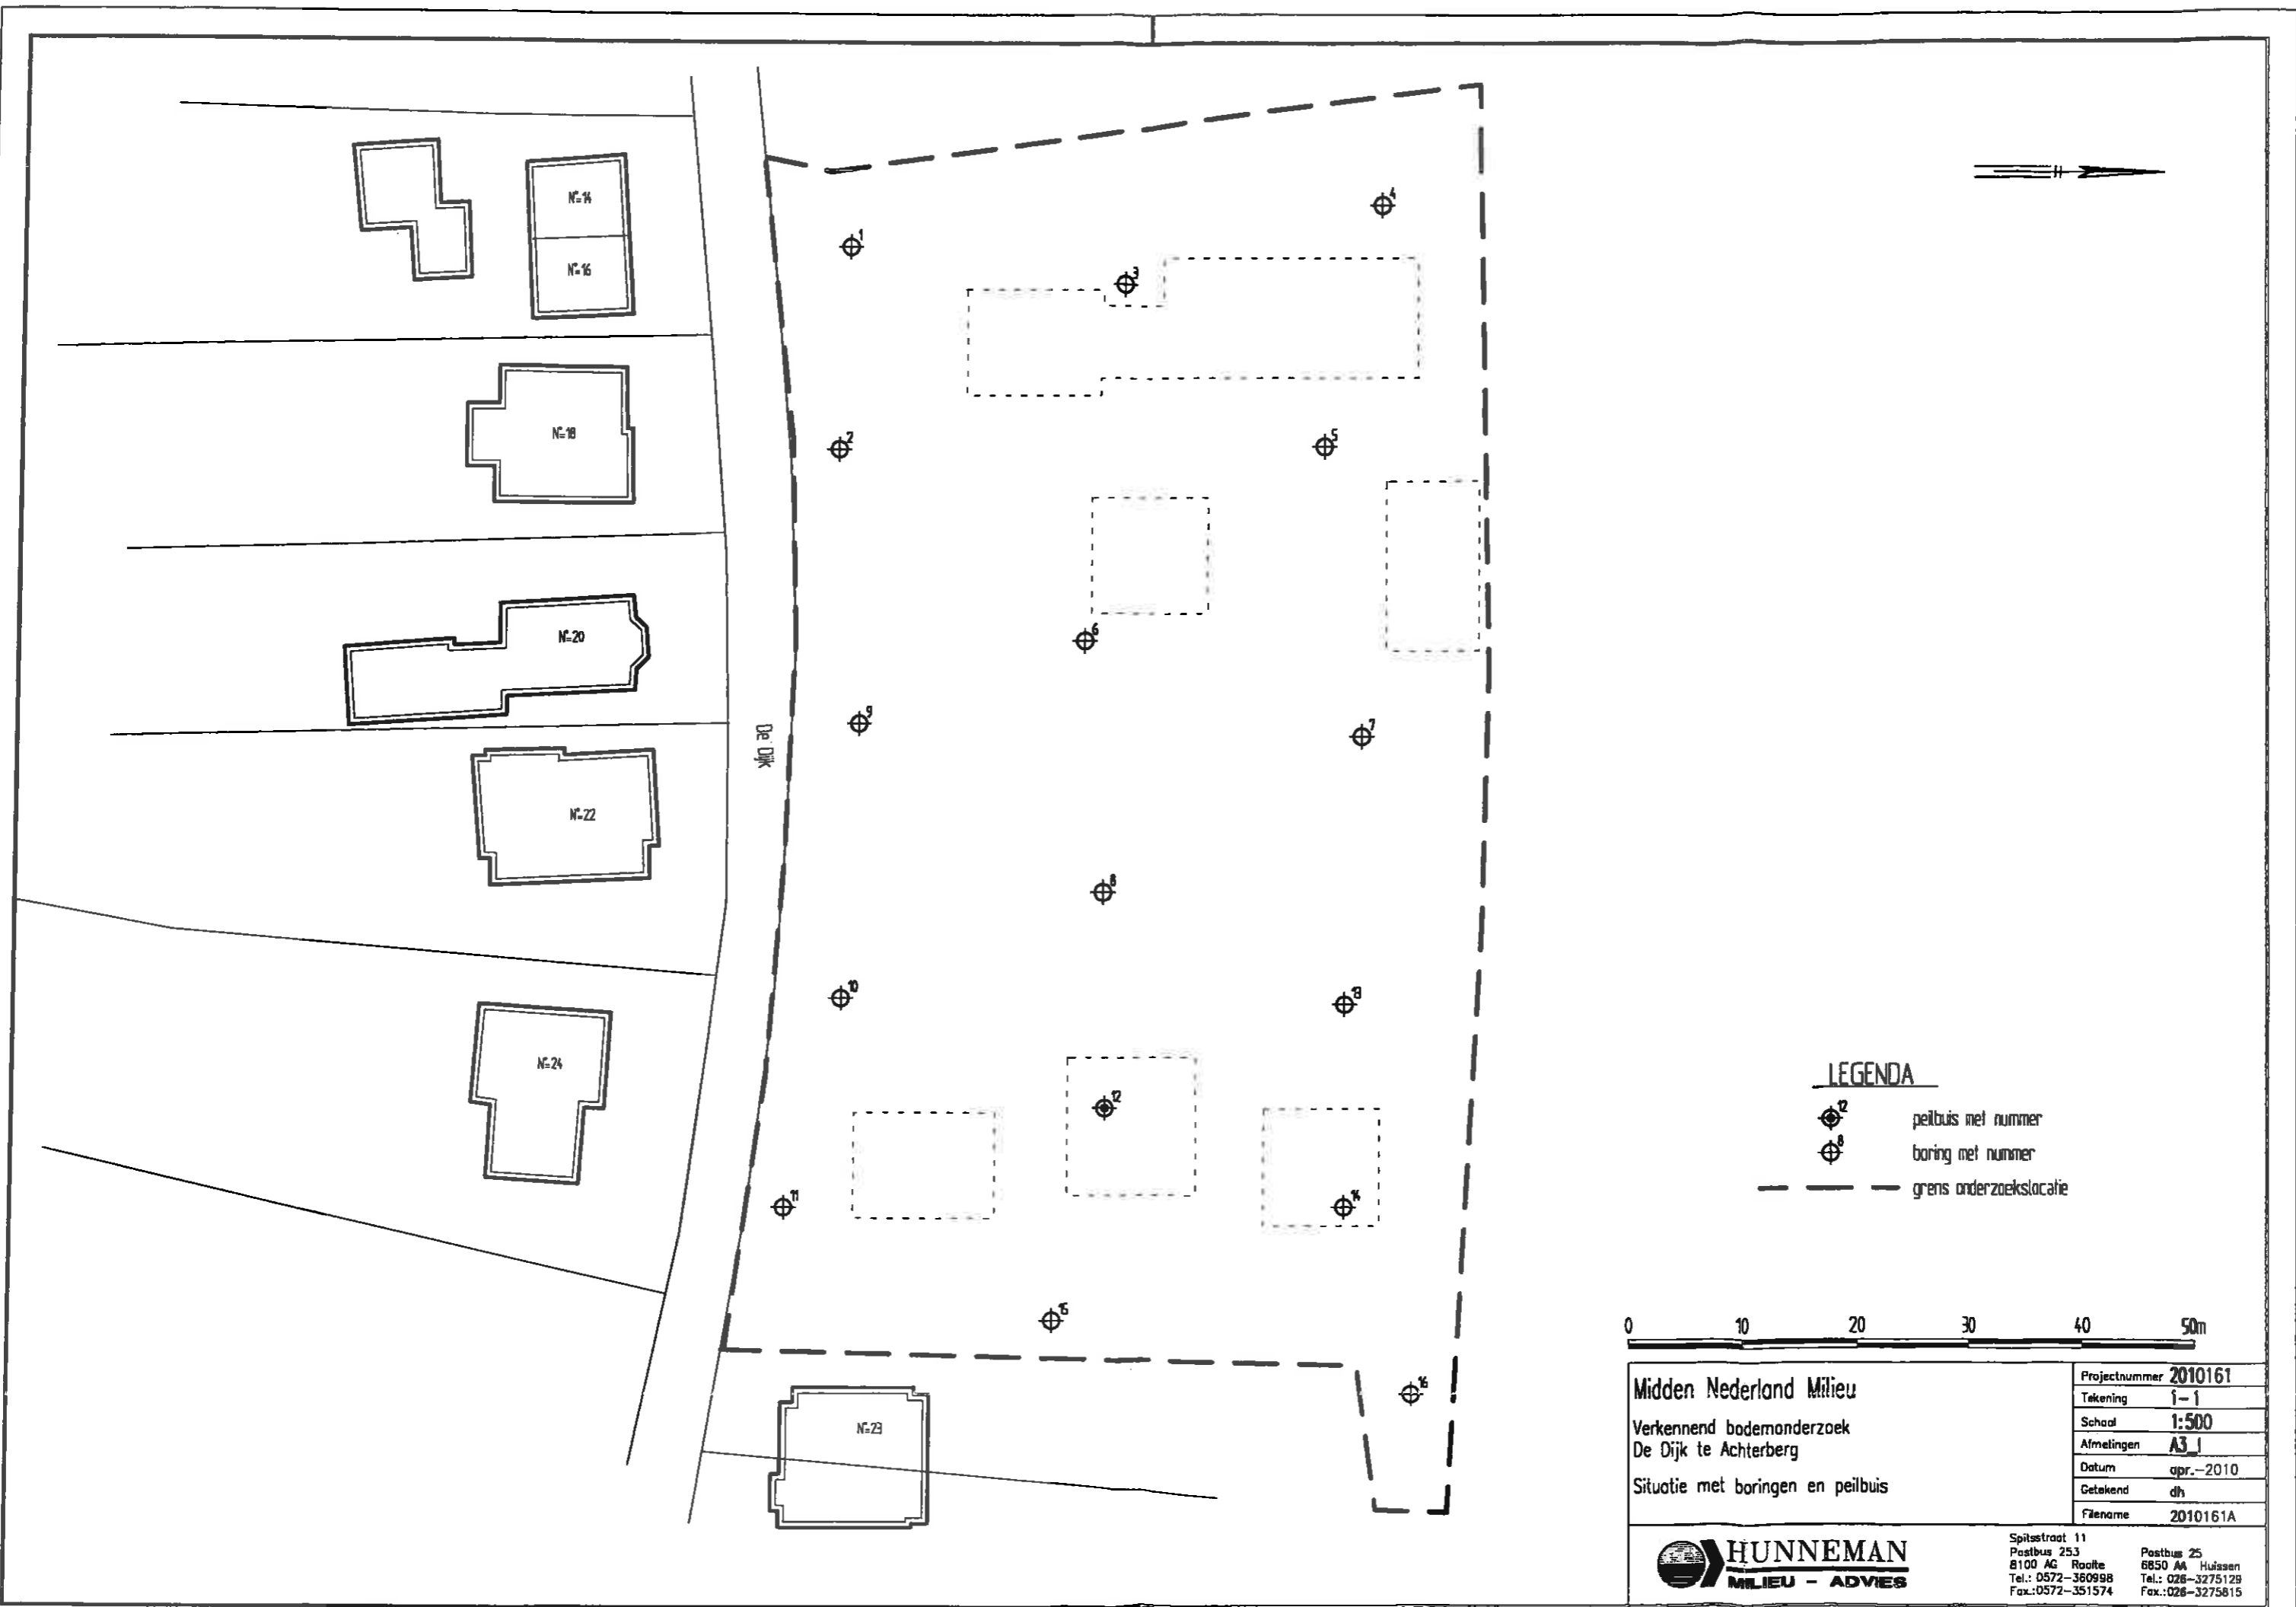 N°=14
N°=16
N°=18
N°=20
N°=22
N°=24
N°=23
De Dijk
1
2
3
4
5
6
7
8
9
10
11
12
13
14
15
16
LEGENDA
12 peilbuis met nummer
8 boring met nummer
grens onderzoekslocatie
0 10 20 30 40 50m
Midden Nederland Milieu
Verkennend bodemonderzoek
De Dijk te Achterberg
Situatie met boringen en peilbuis
Projectnummer 2010161
Tekening 1-1
Schaal 1:500
Afmetingen A3_l
Datum apr.-2010
Getekend dh
Filename 2010161A
HUNNEMAN
MILIEU - ADVIES
Spitsstraat 11
Postbus 253
8100 AG Raalte
Tel.: 0572-360998
Fax.:0572-351574
Postbus 25
6850 AA Huissen
Tel.: 026-3275129
Fax.:026-3275815